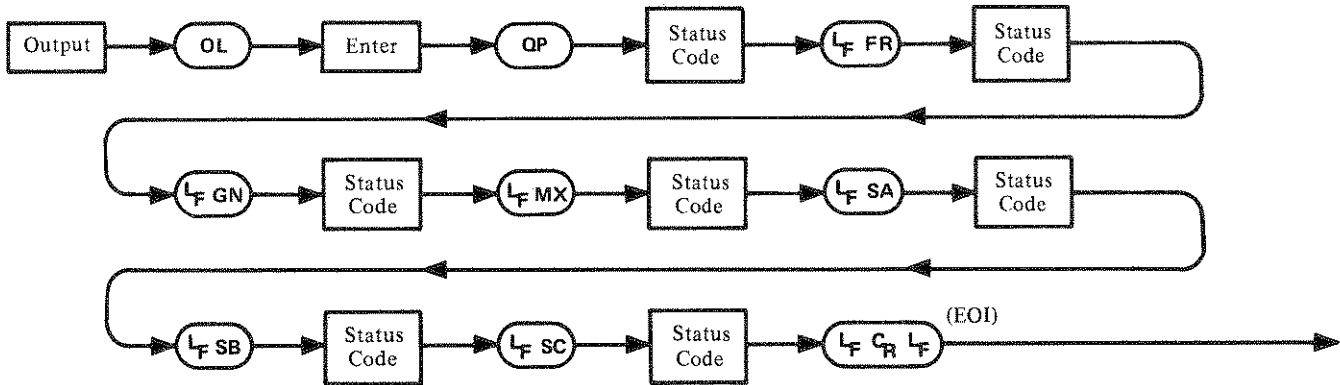 Output OL Enter QP Status Code LF FR Status Code
LF GN Status Code LF MX Status Code LF SA Status Code
LF SB Status Code LF SC Status Code LF CR LF (EOI)